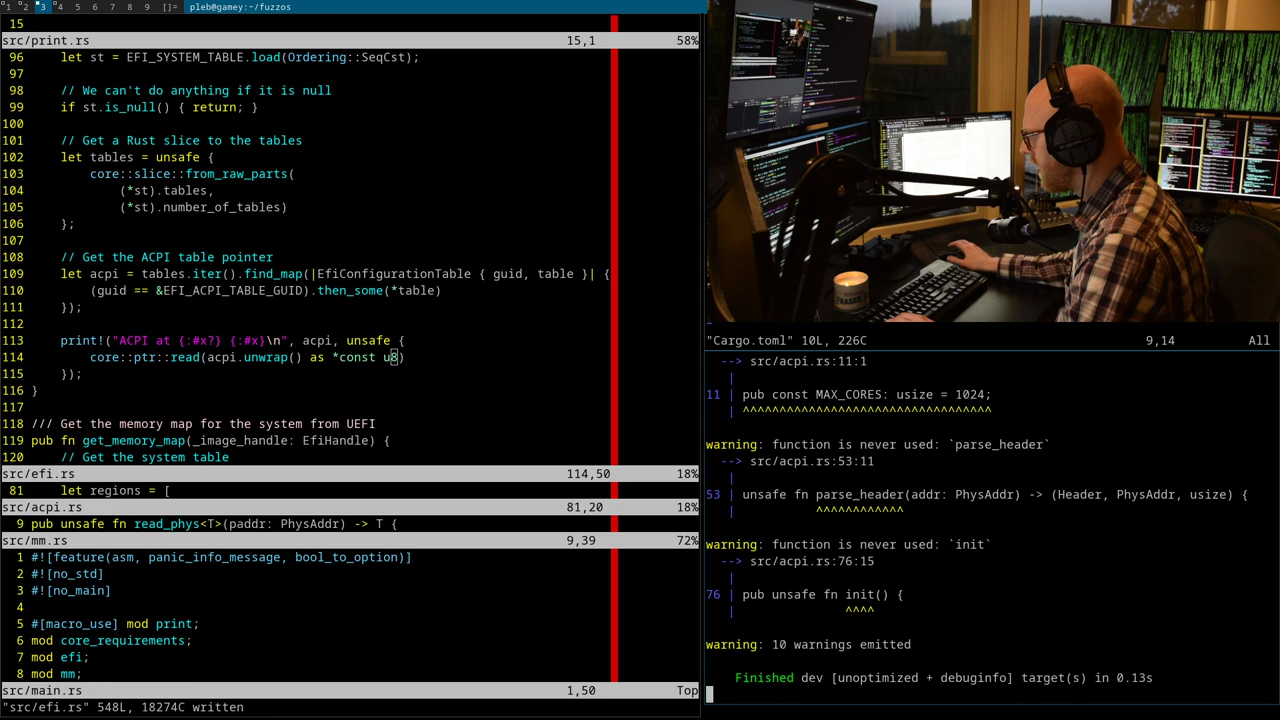 1 2 3 4 5 6 7 8 9 []= pleb@gamey:~/fuzzos
15
src/print.rs 15,1 58%
96 let st = EFI_SYSTEM_TABLE.load(Ordering::SeqCst);
97
98 // We can't do anything if it is null
99 if st.is_null() { return; }
100
101 // Get a Rust slice to the tables
102 let tables = unsafe {
103 core::slice::from_raw_parts(
104 (*st).tables,
105 (*st).number_of_tables)
106 };
107
108 // Get the ACPI table pointer
109 let acpi = tables.iter().find_map(|EfiConfigurationTable { guid, table }| {
110 (guid == &EFI_ACPI_TABLE_GUID).then_some(*table)
111 });
112
113 print!("ACPI at {:#x?} {:#x}\n", acpi, unsafe {
114 core::ptr::read(acpi.unwrap() as *const u8)
115 });
116 }
117
118 /// Get the memory map for the system from UEFI
119 pub fn get_memory_map(_image_handle: EfiHandle) {
120 // Get the system table
src/efi.rs 114,50 18%
81 let regions = [
src/acpi.rs 81,20 18%
9 pub unsafe fn read_phys<T>(paddr: PhysAddr) -> T {
src/mm.rs 9,39 72%
1 #![feature(asm, panic_info_message, bool_to_option)]
2 #![no_std]
3 #![no_main]
4
5 #[macro_use] mod print;
6 mod core_requirements;
7 mod efi;
8 mod mm;
src/main.rs 1,50 Top
"src/efi.rs" 548L, 18274C written
FRASER
~
"Cargo.toml" 10L, 226C 9,14 All
--> src/acpi.rs:11:1
|
11 | pub const MAX_CORES: usize = 1024;
| ^^^^^^^^^^^^^^^^^^^^^^^^^^^^^^^^^^
warning: function is never used: `parse_header`
--> src/acpi.rs:53:11
|
53 | unsafe fn parse_header(addr: PhysAddr) -> (Header, PhysAddr, usize) {
| ^^^^^^^^^^^^
warning: function is never used: `init`
--> src/acpi.rs:76:15
|
76 | pub unsafe fn init() {
| ^^^^
warning: 10 warnings emitted
Finished dev [unoptimized + debuginfo] target(s) in 0.13s